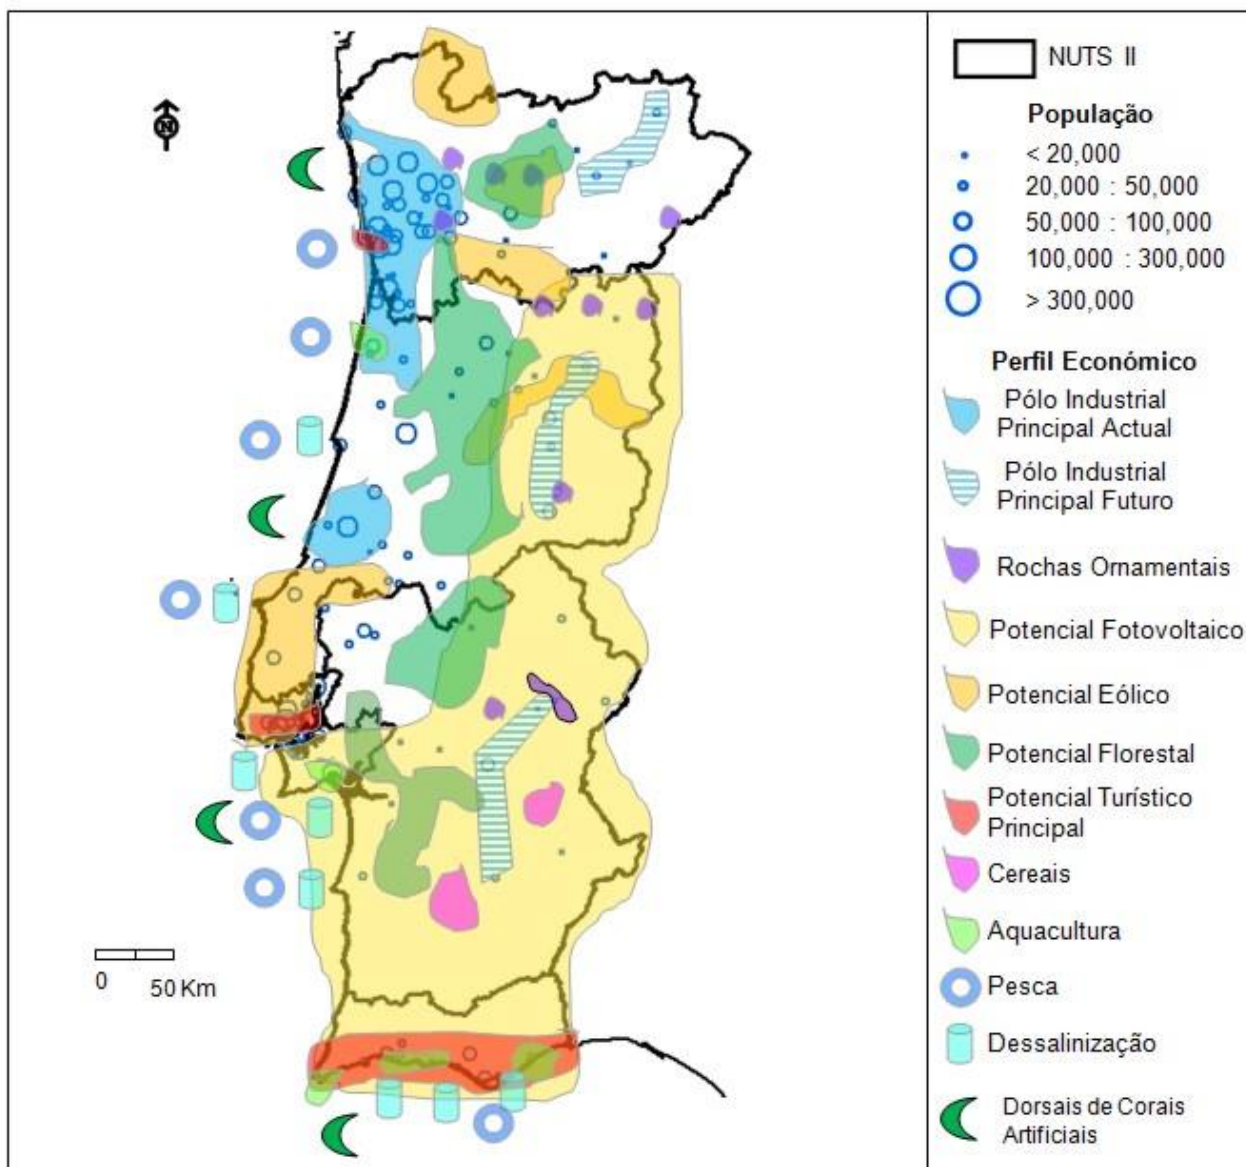 N
0
50 Km
NUTS II
População
< 20,000
20,000 : 50,000
50,000 : 100,000
100,000 : 300,000
> 300,000
Perfil Económico
Pólo Industrial
Principal Actual
Pólo Industrial
Principal Futuro
Rochas Ornamentais
Potencial Fotovoltaico
Potencial Eólico
Potencial Florestal
Potencial Turístico
Principal
Cereais
Aquacultura
Pesca
Dessalinização
Dorsais de Corais
Artificiais